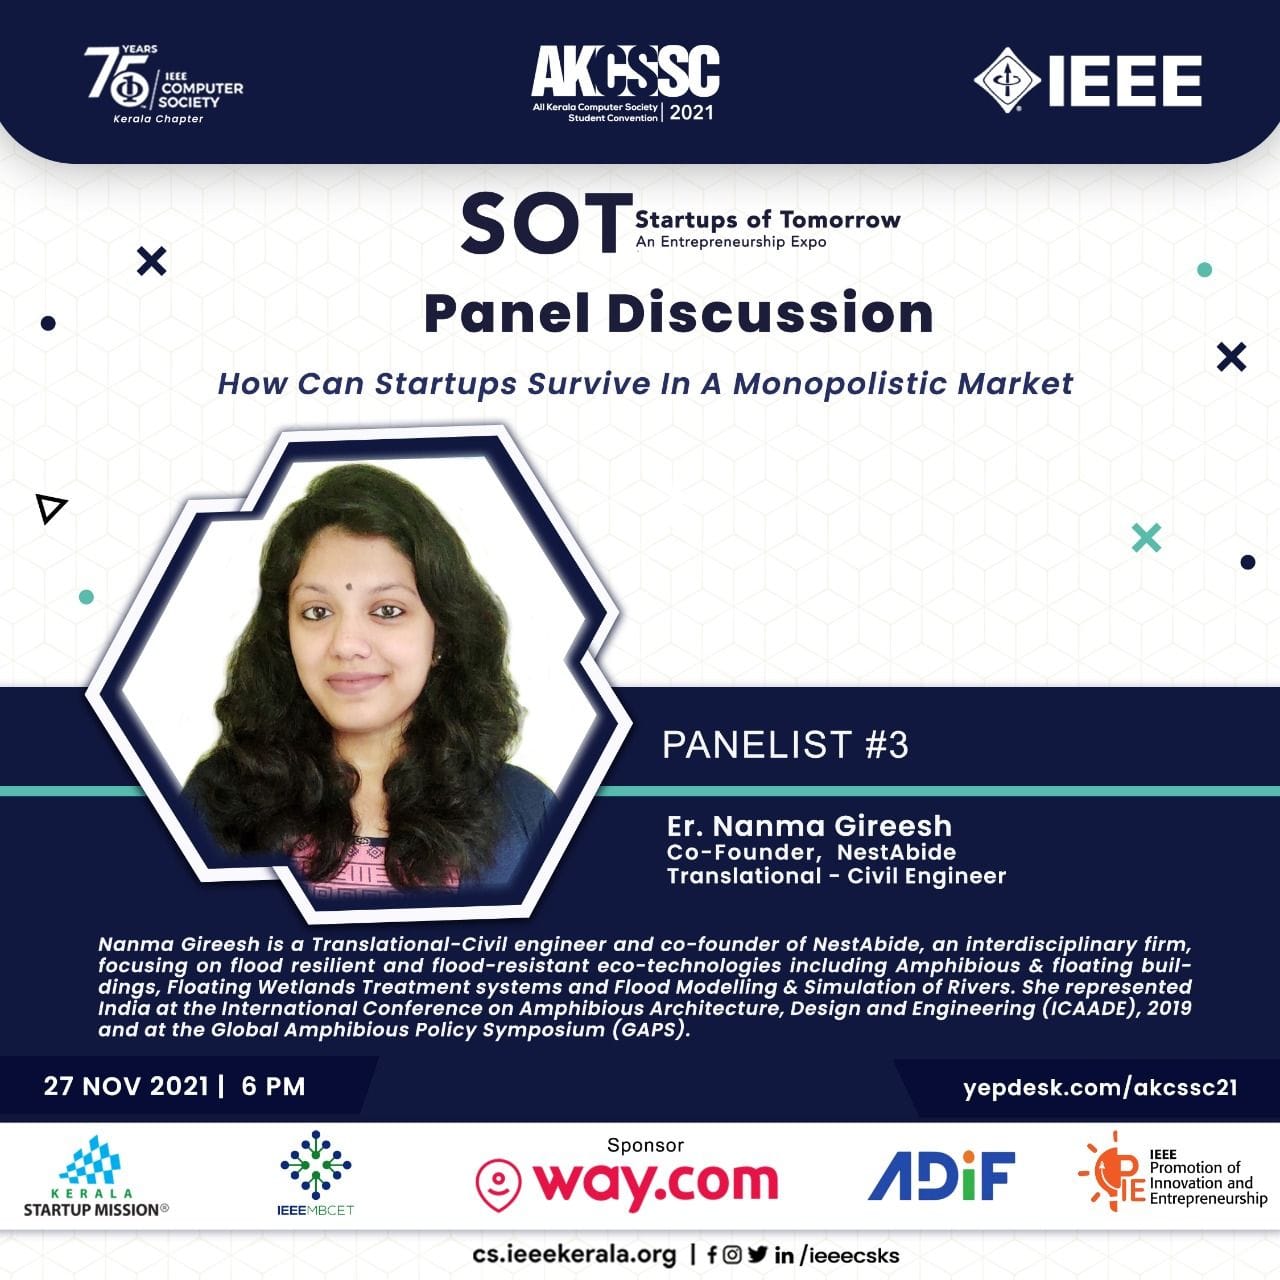 75 YEARS
IEEE
COMPUTER
SOCIETY
Kerala Chapter
AKCSSC
All Kerala Computer Society
Student Convention | 2021
IEEE
SOT Startups of Tomorrow
An Entrepreneurship Expo
Panel Discussion
How Can Startups Survive In A Monopolistic Market
PANELIST #3
Er. Nanma Gireesh
Co-Founder, NestAbide
Translational - Civil Engineer
Nanma Gireesh is a Translational-Civil engineer and co-founder of NestAbide, an interdisciplinary firm,
focusing on flood resilient and flood-resistant eco-technologies including Amphibious & floating buil-
dings, Floating Wetlands Treatment systems and Flood Modelling & Simulation of Rivers. She represented
India at the International Conference on Amphibious Architecture, Design and Engineering (ICAADE), 2019
and at the Global Amphibious Policy Symposium (GAPS).
27 NOV 2021 | 6 PM
yepdesk.com/akcssc21
KERALA
STARTUP MISSION®
IEEEMBCET
Sponsor
way.com
ADiF
PIE
IEEE
Promotion of
Innovation and
Entrepreneurship
cs.ieeekerala.org | /ieeecsks